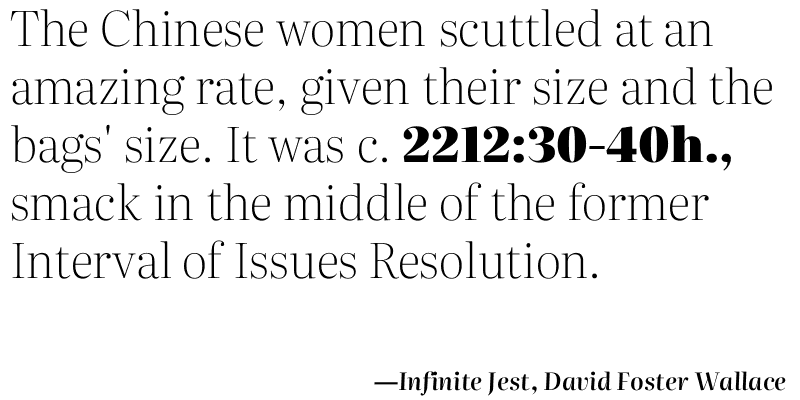 The Chinese women scuttled at an
amazing rate, given their size and the
bags' size. It was c. 2212:30-40h.,
smack in the middle of the former
Interval of Issues Resolution.
—Infinite Jest, David Foster Wallace